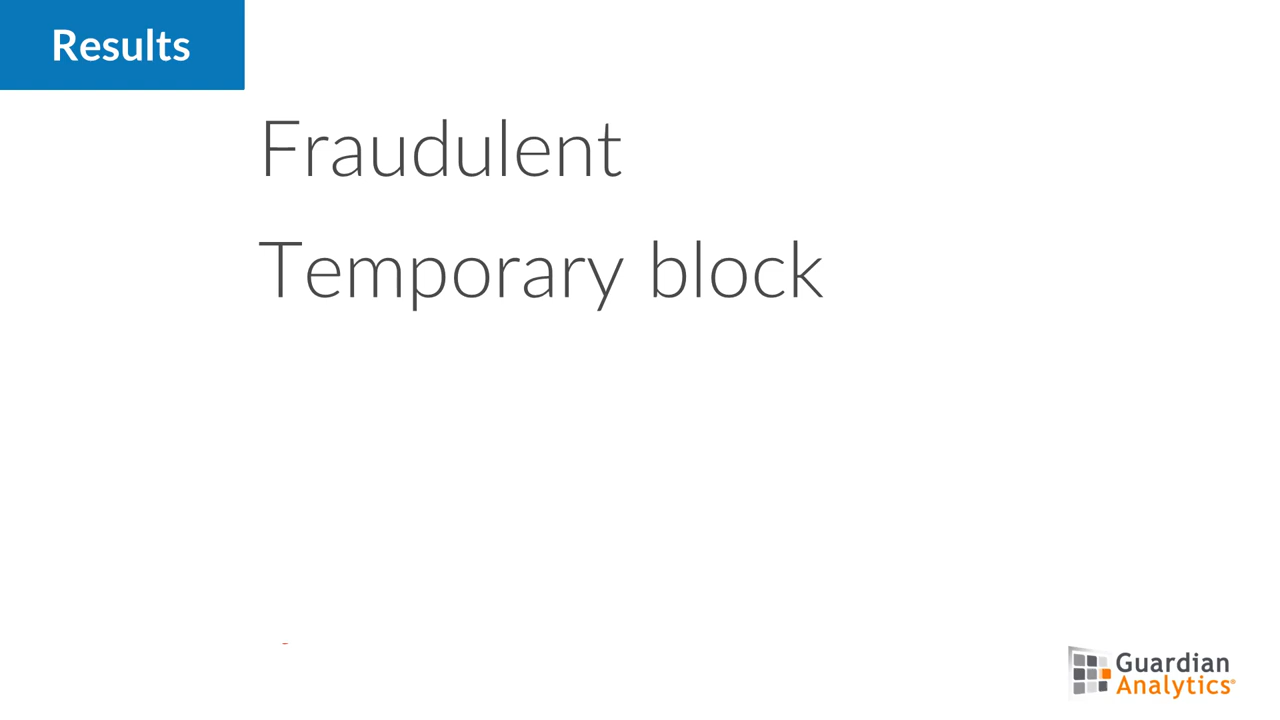 Results
Fraudulent
Temporary block
Guardian
Analytics®